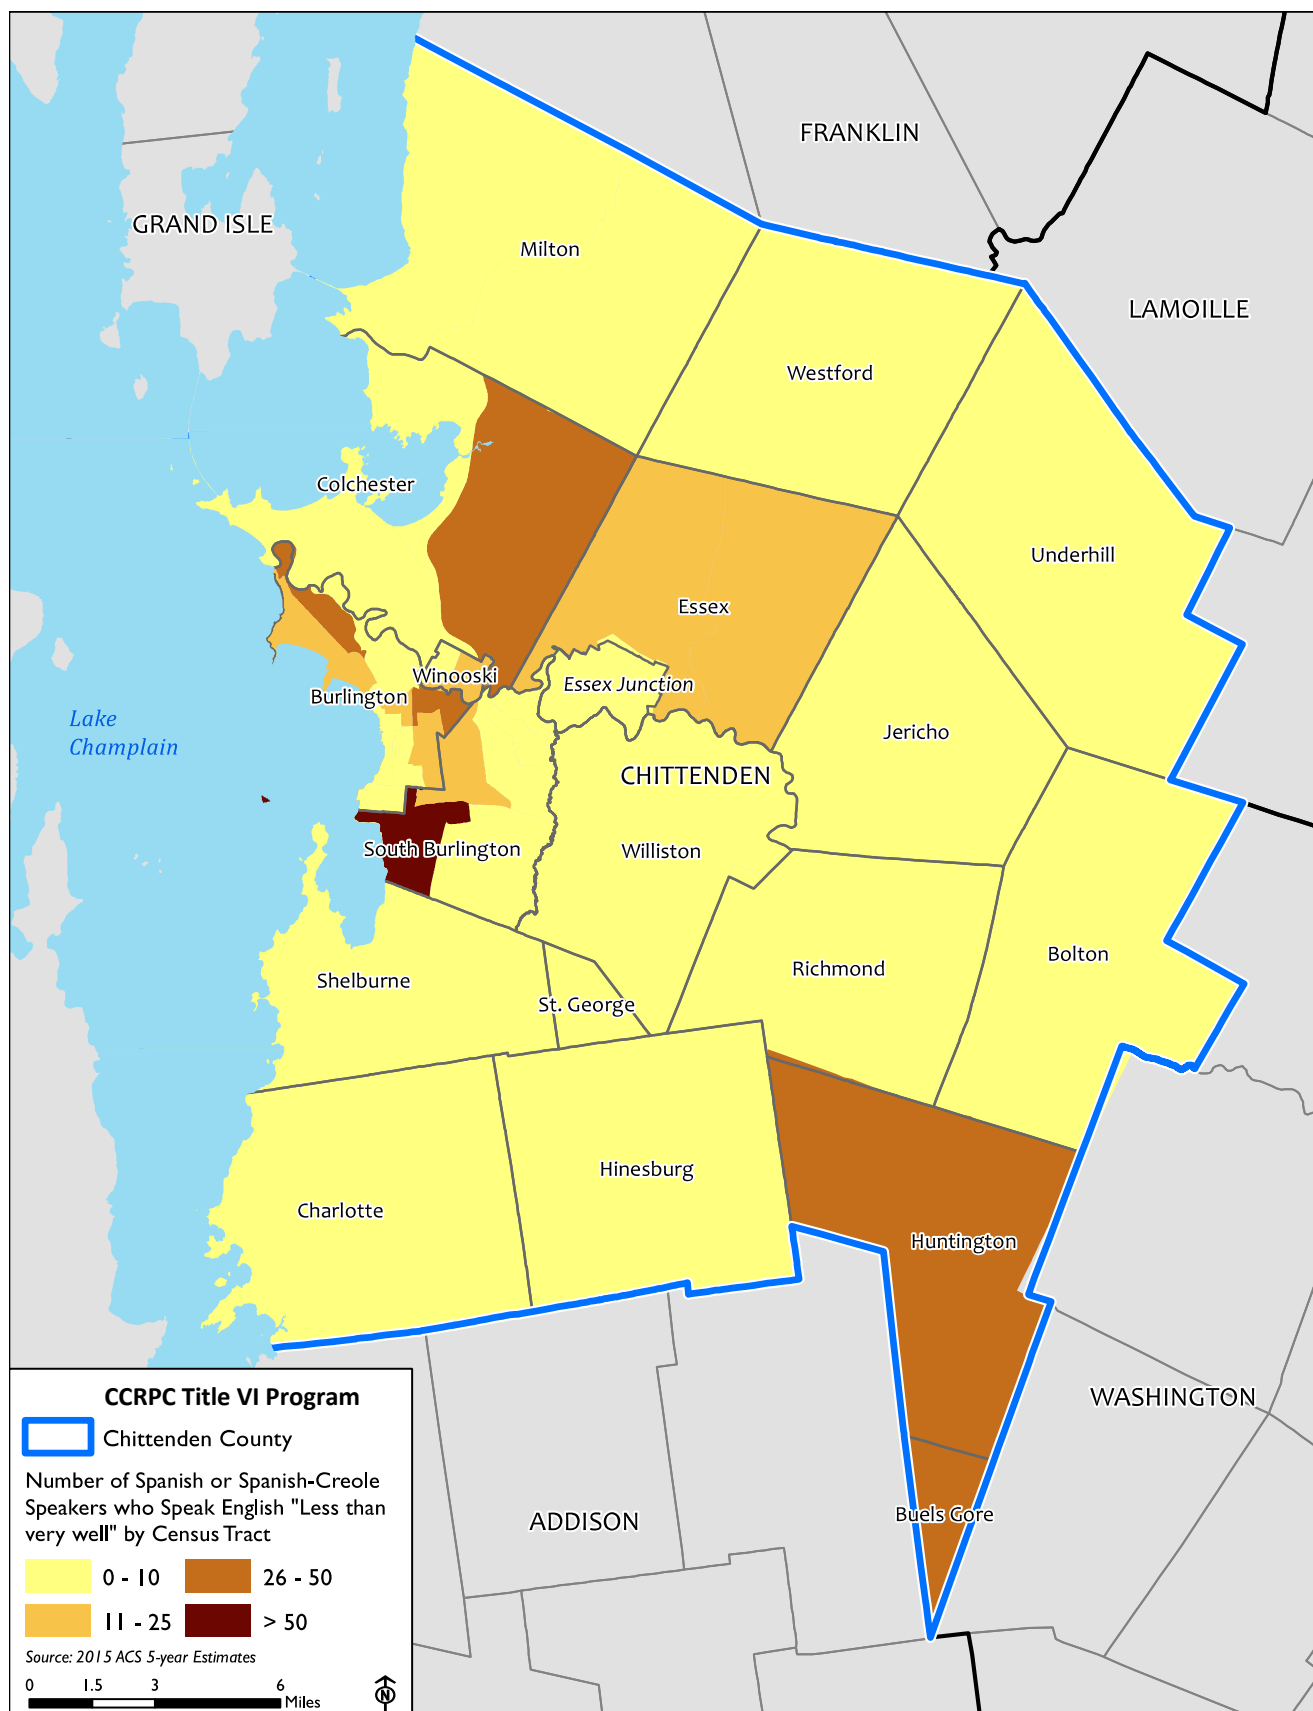 FRANKLIN
GRAND ISLE
Milton
LAMOILLE
Westford
Colchester
Underhill
Essex
Winooski
Essex Junction
Burlington
Lake
Champlain
Jericho
CHITTENDEN
South Burlington
Williston
Bolton
Richmond
Shelburne
St. George
Hinesburg
Charlotte
Huntington
WASHINGTON
Buels Gore
ADDISON
CCRPC Title VI Program
Chittenden County
Number of Spanish or Spanish-Creole
Speakers who Speak English "Less than
very well" by Census Tract
0 - 10 26 - 50
11 - 25 > 50
Source: 2015 ACS 5-year Estimates
0 1.5 3 6
Miles
N